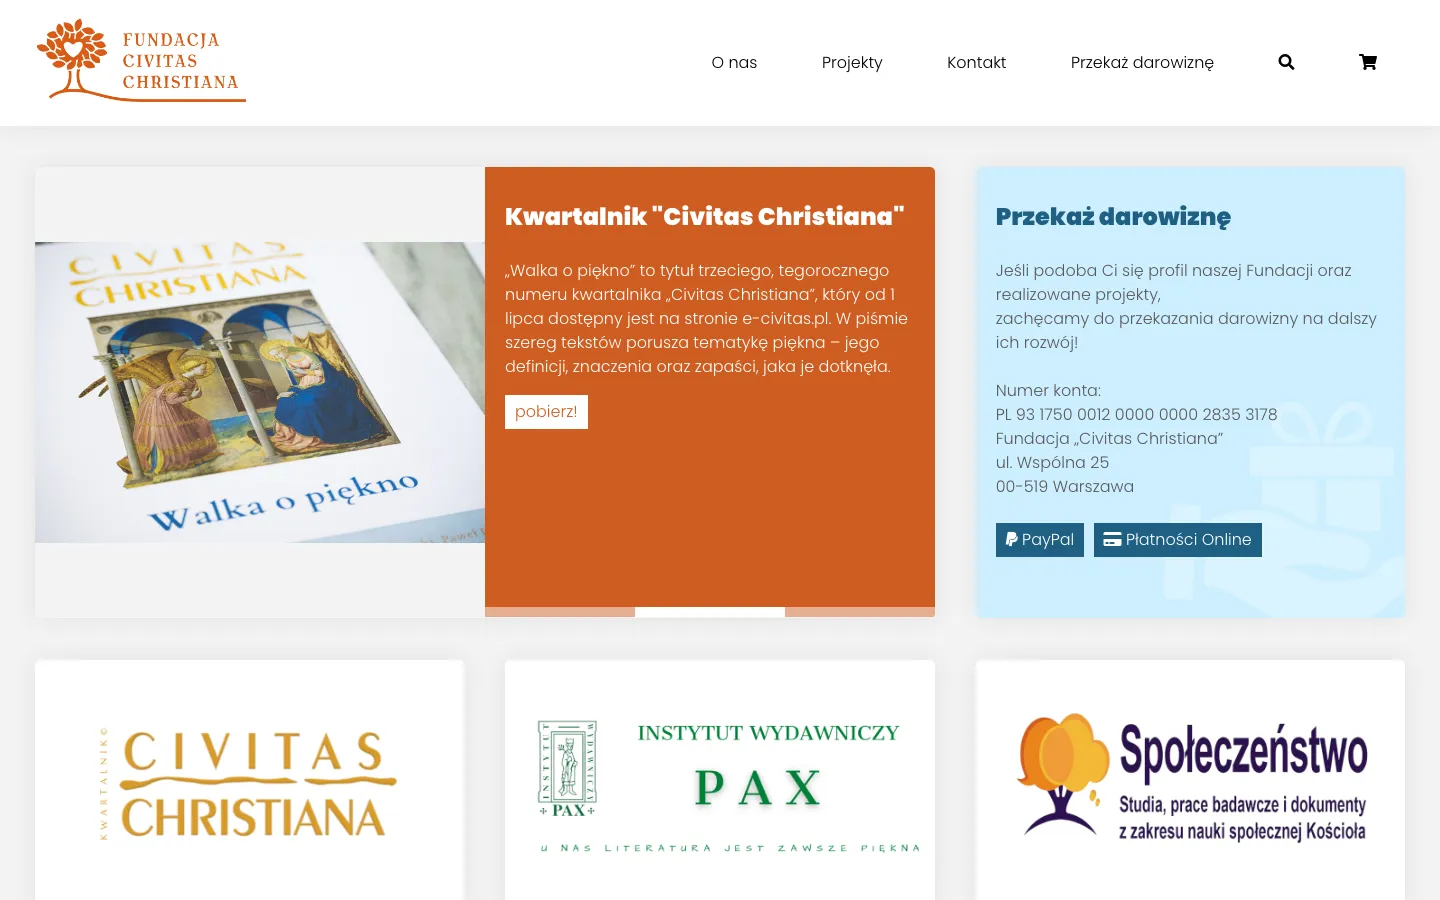 FUNDACJA
CIVITAS
CHRISTIANA
O nas
Projekty
Kontakt
Przekaż darowiznę
CIVITAS
CHRISTIANA
Walka o piękno
Kwartalnik "Civitas Christiana"
„Walka o piękno” to tytuł trzeciego, tegorocznego
numeru kwartalnika „Civitas Christiana”, który od 1
lipca dostępny jest na stronie e-civitas.pl. W piśmie
szereg tekstów porusza tematykę piękna – jego
definicji, znaczenia oraz zapaści, jaka je dotknęła.
pobierz!
Przekaż darowiznę
Jeśli podoba Ci się profil naszej Fundacji oraz
realizowane projekty,
zachęcamy do przekazania darowizny na dalszy
ich rozwój!
Numer konta:
PL 93 1750 0012 0000 0000 2835 3178
Fundacja „Civitas Christiana”
ul. Wspólna 25
00-519 Warszawa
PayPal
Płatności Online
KWARTALNIK©
CIVITAS
CHRISTIANA
INSTYTUT
WYDAWNICZY
PAX
INSTYTUT WYDAWNICZY
PAX
U NAS LITERATURA JEST ZAWSZE PIĘKNA
Społeczeństwo
Studia, prace badawcze i dokumenty
z zakresu nauki społecznej Kościoła